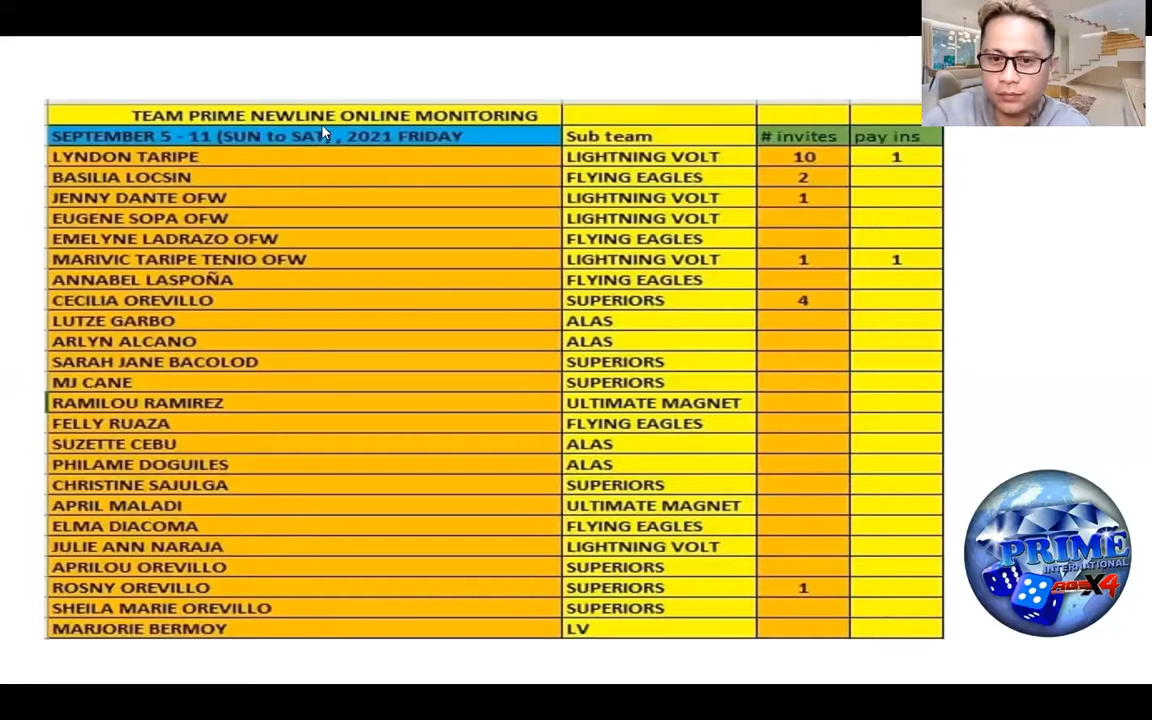 TEAM PRIME NEWLINE ONLINE MONITORING
SEPTEMBER 5 - 11 (SUN to SAT) , 2021 FRIDAY Sub team # invites pay ins
LYNDON TARIPE LIGHTNING VOLT 10 1
BASILIA LOCSIN FLYING EAGLES 2
JENNY DANTE OFW LIGHTNING VOLT 1
EUGENE SOPA OFW LIGHTNING VOLT
EMELYNE LADRAZO OFW FLYING EAGLES
MARIVIC TARIPE TENIO OFW LIGHTNING VOLT 1 1
ANNABEL LASPOÑA FLYING EAGLES
CECILIA OREVILLO SUPERIORS 4
LUTZE GARBO ALAS
ARLYN ALCANO ALAS
SARAH JANE BACOLOD SUPERIORS
MJ CANE SUPERIORS
RAMILOU RAMIREZ ULTIMATE MAGNET
FELLY RUAZA FLYING EAGLES
SUZETTE CEBU ALAS
PHILAME DOGUILES ALAS
CHRISTINE SAJULGA SUPERIORS
APRIL MALADI ULTIMATE MAGNET
ELMA DIACOMA FLYING EAGLES
JULIE ANN NARAJA LIGHTNING VOLT
APRILOU OREVILLO SUPERIORS
ROSNY OREVILLO SUPERIORS 1
SHEILA MARIE OREVILLO SUPERIORS
MARJORIE BERMOY LV
PRIME
INTERNATIONAL
X4